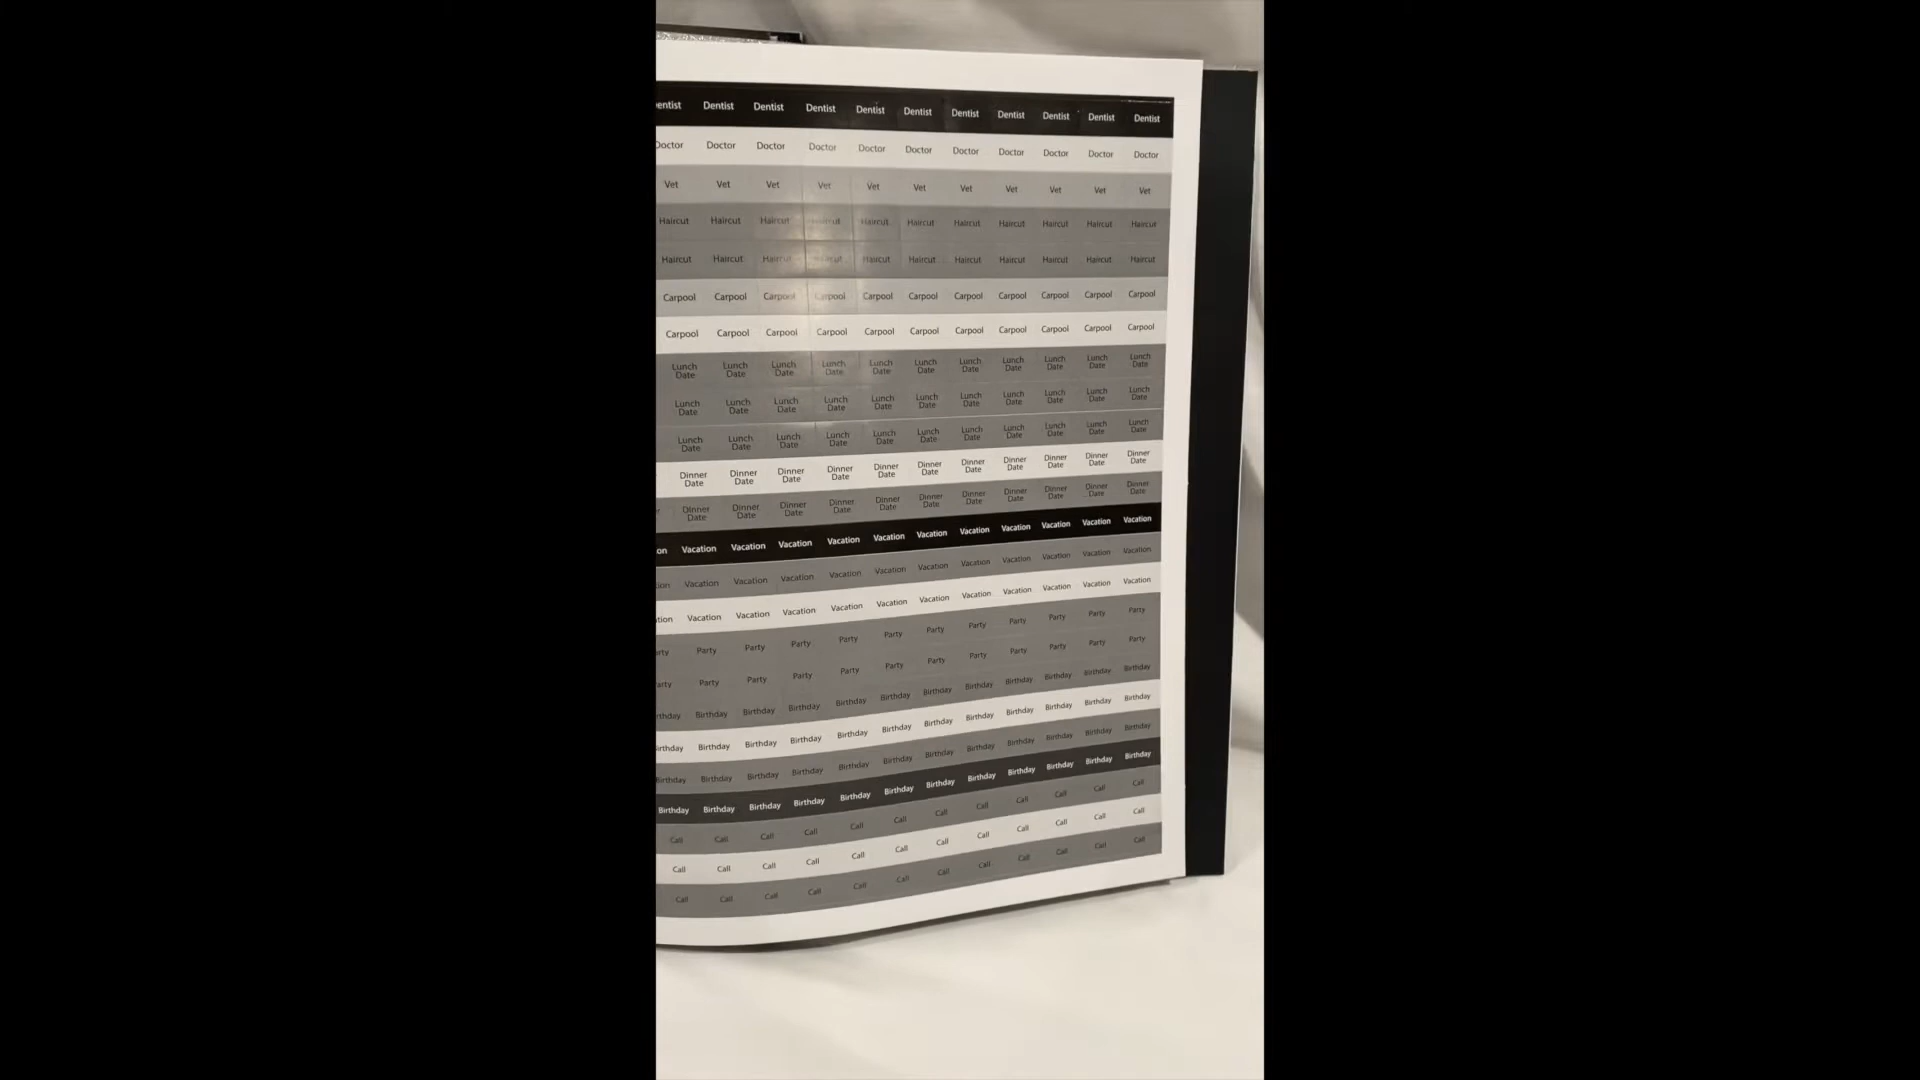 Dentist Dentist Dentist Dentist Dentist Dentist Dentist Dentist Dentist Dentist
Doctor Doctor Doctor Doctor Doctor Doctor Doctor Doctor Doctor Doctor Doctor
Vet Vet Vet Vet Vet Vet Vet Vet Vet Vet Vet
Haircut Haircut Haircut Haircut Haircut Haircut Haircut Haircut Haircut Haircut
Haircut Haircut Haircut Haircut Haircut Haircut Haircut Haircut Haircut Haircut
Carpool Carpool Carpool Carpool Carpool Carpool Carpool Carpool Carpool Carpool Carpool
Carpool Carpool Carpool Carpool Carpool Carpool Carpool Carpool Carpool Carpool Carpool
Lunch Lunch Lunch Lunch Lunch Lunch Lunch Lunch Lunch Lunch Lunch
Date Date Date Date Date Date Date Date Date Date Date
Lunch Lunch Lunch Lunch Lunch Lunch Lunch Lunch Lunch Lunch Lunch
Date Date Date Date Date Date Date Date Date Date Date
Lunch Lunch Lunch Lunch Lunch Lunch Lunch Lunch Lunch Lunch Lunch
Date Date Date Date Date Date Date Date Date Date Date
Dinner Dinner Dinner Dinner Dinner Dinner Dinner Dinner Dinner Dinner Dinner
Date Date Date Date Date Date Date Date Date Date Date
Dinner Dinner Dinner Dinner Dinner Dinner Dinner Dinner Dinner Dinner Dinner
Date Date Date Date Date Date Date Date Date Date Date
Vacation Vacation Vacation Vacation Vacation Vacation Vacation Vacation Vacation Vacation Vacation
Vacation Vacation Vacation Vacation Vacation Vacation Vacation Vacation Vacation Vacation Vacation
Vacation Vacation Vacation Vacation Vacation Vacation Vacation Vacation Vacation Vacation Vacation
Party Party Party Party Party Party Party Party Party Party Party
Party Party Party Party Party Party Party Party Party Party Party
Birthday Birthday Birthday Birthday Birthday Birthday Birthday Birthday Birthday Birthday Birthday
Birthday Birthday Birthday Birthday Birthday Birthday Birthday Birthday Birthday Birthday Birthday
Birthday Birthday Birthday Birthday Birthday Birthday Birthday Birthday Birthday Birthday Birthday
Birthday Birthday Birthday Birthday Birthday Birthday Birthday Birthday Birthday Birthday Birthday Birthday
Call Call Call Call Call Call Call Call Call Call Call Call
Call Call Call Call Call Call Call Call Call Call Call Call
Call Call Call Call Call Call Call Call Call Call Call Call